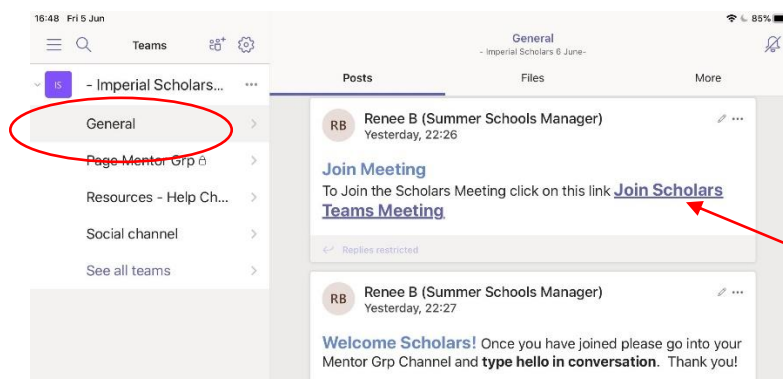 16:48 Fri 5 Jun
85%
Teams
General
- Imperial Scholars 6 June-
IS
- Imperial Scholars...
General
Page Mentor Grp
Resources - Help Ch...
Social channel
See all teams
Posts
Files
More
RB
Renee B (Summer Schools Manager)
Yesterday, 22:26
Join Meeting
To Join the Scholars Meeting click on this link Join Scholars
Teams Meeting
Replies restricted
RB
Renee B (Summer Schools Manager)
Yesterday, 22:27
Welcome Scholars! Once you have joined please go into your
Mentor Grp Channel and type hello in conversation. Thank you!